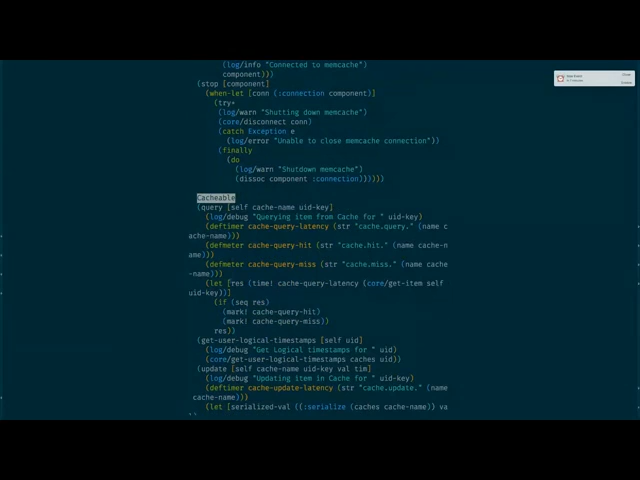 (log/info "Connected to memcache")
component)))
(stop [component]
(when-let [conn (:connection component)]
(try+
(log/warn "Shutting down memcache")
(core/disconnect conn)
(catch Exception e
(log/error "Unable to close memcache connection"))
(finally
(do
(log/warn "Shutdown memcache")
(dissoc component :connection))))))
Cacheable
(query [self cache-name uid-key]
(log/debug "Querying item from Cache for " uid-key)
(deftimer cache-query-latency (str "cache.query." (name c
ache-name)))
(defmeter cache-query-hit (str "cache.hit." (name cache-n
ame)))
(defmeter cache-query-miss (str "cache.miss." (name cache
-name)))
(let [res (time! cache-query-latency (core/get-item self
uid-key))]
(if (seq res)
(mark! cache-query-hit)
(mark! cache-query-miss))
res))
(get-user-logical-timestamps [self uid]
(log/debug "Get Logical timestamps for " uid)
(core/get-user-logical-timestamps caches uid))
(update [self cache-name uid-key val tim]
(log/debug "Updating item in Cache for " uid-key)
(deftimer cache-update-latency (str "cache.update." (name
cache-name)))
(let [serialized-val ((:serialize (caches cache-name)) va